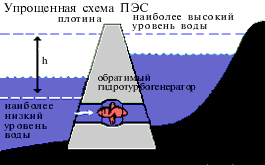 Упрощенная схема ПЭС
плотина
наиболее высокий
уровень воды
h
обратимый
гидротурбогенератор
наиболее
низкий
уровень
воды